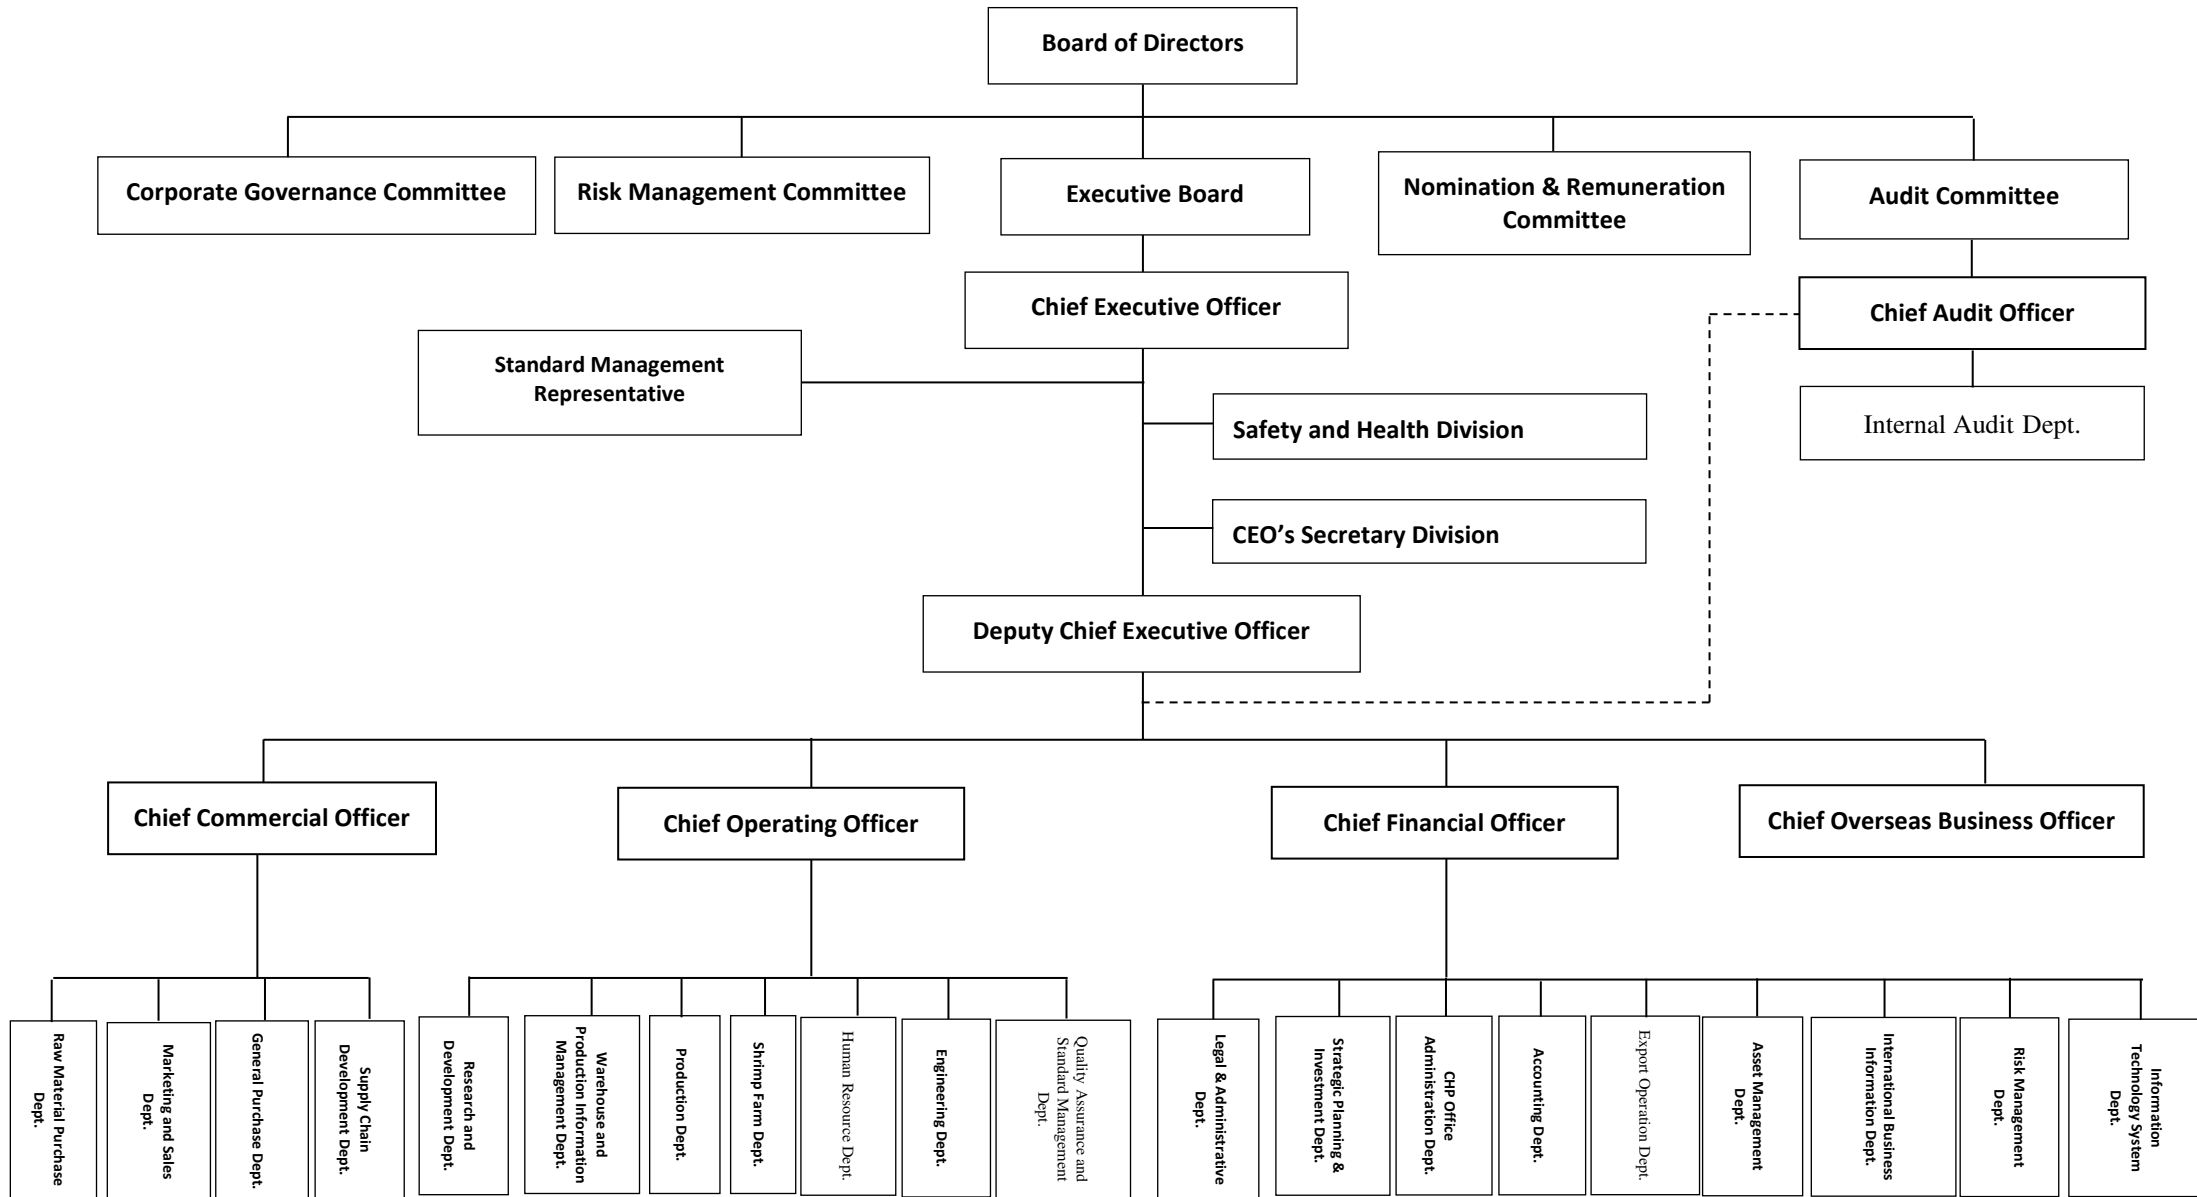 Board of Directors
Corporate Governance Committee
Risk Management Committee
Executive Board
Nomination & Remuneration
Committee
Audit Committee
Chief Executive Officer
Chief Audit Officer
Standard Management
Representative
Safety and Health Division
Internal Audit Dept.
CEO’s Secretary Division
Deputy Chief Executive Officer
Chief Commercial Officer
Chief Operating Officer
Chief Financial Officer
Chief Overseas Business Officer
Raw Material Purchase
Dept.
Marketing and Sales
Dept.
General Purchase Dept.
Supply Chain
Development Dept.
Research and
Development Dept.
Warehouse and
Production Information
Management Dept.
Production Dept.
Shrimp Farm Dept.
Human Resource Dept.
Engineering Dept.
Quality Assurance and
Standard Management
Dept.
Legal & Administrative
Dept.
Strategic Planning &
Investment Dept.
CHP Office
Administration Dept.
Accounting Dept.
Export Operation Dept.
Asset Management
Dept.
International Business
Information Dept.
Risk Management
Dept.
Information
Technology System
Dept.